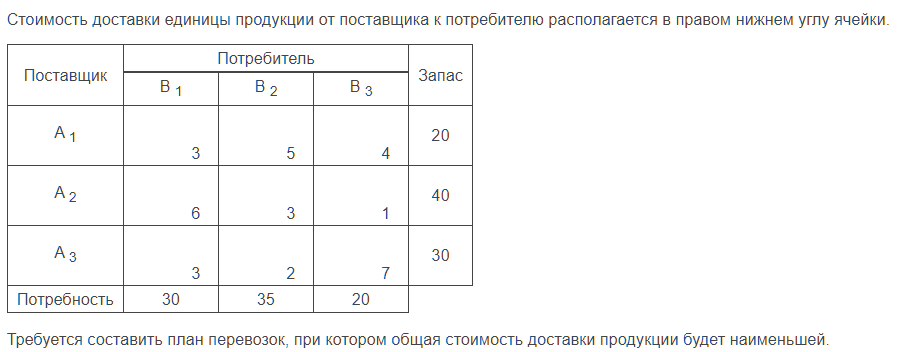 Стоимость доставки единицы продукции от поставщика к потребителю располагается в правом нижнем углу ячейки.
Поставщик Потребитель Запас
B 1 B 2 B 3
A 1 3 5 4 20
A 2 6 3 1 40
A 3 3 2 7 30
Потребность 30 35 20
Требуется составить план перевозок, при котором общая стоимость доставки продукции будет наименьшей.